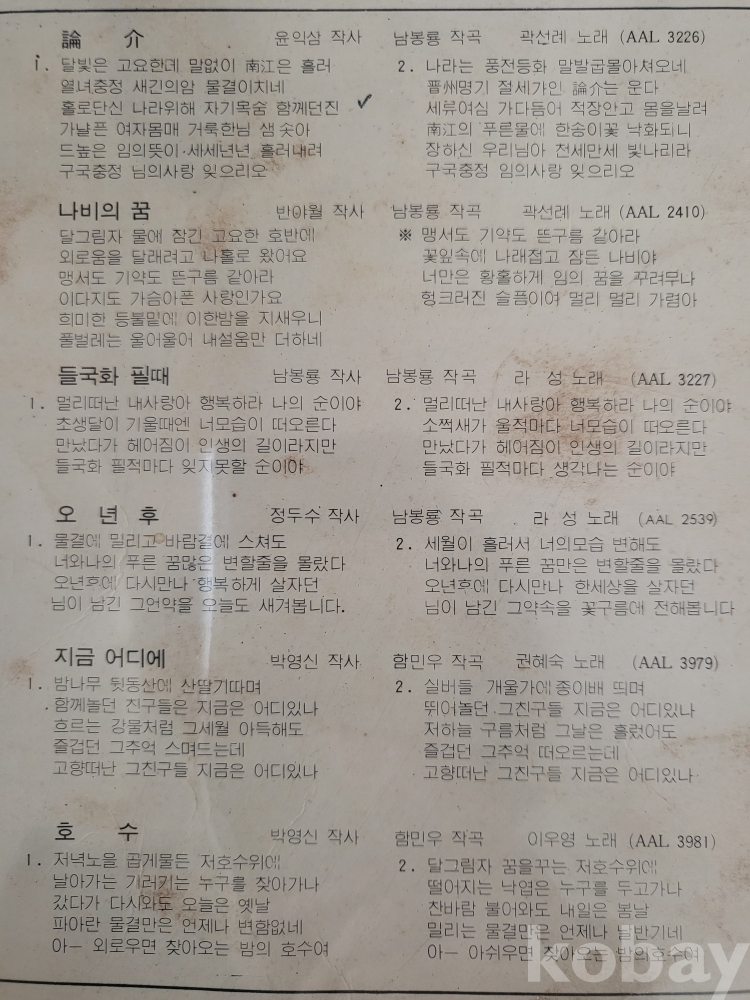 論 介 윤익삼 작사 남봉룡 작곡 곽선례 노래 (AAL 3226)
1. 달빛은 고요한데 말없이 南江은 흘러
열녀충정 새긴의암 물결이치네
홀로단신 나라위해 자기목숨 함께던진 ✓
가냘픈 여자몸매 거룩한님 샘솟아
드높은 임의뜻이 세세년년 흘러내려
구국충정 님의사랑 잊으리오
2. 나라는 풍전등화 말발굽몰아쳐오네
晋州명기 절세가인 論介는 운다
세류여심 가다듬어 적장안고 몸을날려
南江의 푸른물에 한송이꽃 낙화되니
장하신 우리님아 천세만세 빛나리라
구국충정 임의사랑 잊으리오
나비의 꿈 반야월 작사 남봉룡 작곡 곽선례 노래 (AAL 2410)
달그림자 물에 잠긴 고요한 호반에
외로움을 달래려고 나홀로 왔어요
맹서도 기약도 뜬구름 같아라
이다지도 가슴아픈 사랑인가요
희미한 등불밑에 이한밤을 지새우니
풀벌레는 울어울어 내설움만 더하네
※ 맹서도 기약도 뜬구름 같아라
꽃잎속에 나래접고 잠든 나비야
너만은 황홀하게 임의 꿈을 꾸려무나
헝크러진 슬픔이여 멀리 멀리 가렴아
들국화 필때 남봉룡 작사 남봉룡 작곡 라 성 노래 (AAL 3227)
1. 멀리떠난 내사랑아 행복하라 나의 순이야
초생달이 기울때엔 너모습이 떠오른다
만났다가 헤어짐이 인생의 길이라지만
들국화 필적마다 잊지못할 순이야
2. 멀리떠난 내사랑아 행복하라 나의 순이야
소쩍새가 울적마다 너모습이 떠오른다
만났다가 헤어짐이 인생의 길이라지만
들국화 필적마다 생각나는 순이야
오 년 후 정두수 작사 남봉룡 작곡 라 성 노래 (AAL 2539)
1. 물결에 밀리고 바람결에 스쳐도
너와나의 푸른 꿈많은 변할줄을 몰랐다
오년후에 다시만나 행복하게 살자던
님이 남긴 그언약을 오늘도 새겨봅니다.
2. 세월이 흘러서 너의모습 변해도
너와나의 푸른 꿈만은 변할줄을 몰랐다
오년후에 다시만나 한세상을 살자던
님이 남긴 그약속을 꽃구름에 전해봅니다
지금 어디에 박영신 작사 함민우 작곡 권혜숙 노래 (AAL 3979)
1. 밤나무 뒷동산에 산딸기따며
함께놀던 친구들은 지금은 어디있나
흐르는 강물처럼 그세월 아득해도
즐겁던 그추억 스며드는데
고향떠난 그친구들 지금은 어디있나
2. 실버들 개울가에종이배 띄며
뛰어놀던 그친구들 지금은 어디있나
저하늘 구름처럼 그날은 흘렀어도
즐겁던 그추억 떠오르는데
고향떠난 그친구들 지금은 어디있나
호 수 박영신 작사 함민우 작곡 이우영 노래 (AAL 3981)
1. 저녁노을 곱게물든 저호수위에
날아가는 기러기는 누구를 찾아가나
갔다가 다시와도 오늘은 옛날
파아란 물결만은 언제나 변함없네
아— 외로우면 찾아오는 밤의 호수여
2. 달그림자 꿈을꾸는 저호수위에
떨어지는 낙엽은 누구를 두고가나
찬바람 불어와도 내일은 봄날
밀리는 물결만은 언제나 달반기네
아— 아쉬우면 찾아오는 밤의호수여
kobay